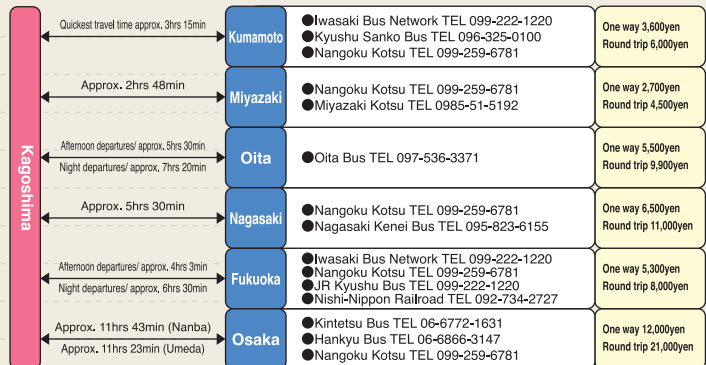 Kagoshima
Quickest travel time approx. 3hrs 15min
Kumamoto
●Iwasaki Bus Network TEL 099-222-1220
●Kyushu Sanko Bus TEL 096-325-0100
●Nangoku Kotsu TEL 099-259-6781
One way 3,600yen
Round trip 6,000yen
Approx. 2hrs 48min
Miyazaki
●Nangoku Kotsu TEL 099-259-6781
●Miyazaki Kotsu TEL 0985-51-5192
One way 2,700yen
Round trip 4,500yen
Afternoon departures/ approx. 5hrs 30min
Night departures/ approx. 7hrs 20min
Oita
●Oita Bus TEL 097-536-3371
One way 5,500yen
Round trip 9,900yen
Approx. 5hrs 30min
Nagasaki
●Nangoku Kotsu TEL 099-259-6781
●Nagasaki Kenei Bus TEL 095-823-6155
One way 6,500yen
Round trip 11,000yen
Afternoon departures/ approx. 4hrs 3min
Night departures/ approx. 6hrs 30min
Fukuoka
●Iwasaki Bus Network TEL 099-222-1220
●Nangoku Kotsu TEL 099-259-6781
●JR Kyushu Bus TEL 099-222-1220
●Nishi-Nippon Railroad TEL 092-734-2727
One way 5,300yen
Round trip 8,000yen
Approx. 11hrs 43min (Nanba)
Approx. 11hrs 23min (Umeda)
Osaka
●Kintetsu Bus TEL 06-6772-1631
●Hankyu Bus TEL 06-6866-3147
●Nangoku Kotsu TEL 099-259-6781
One way 12,000yen
Round trip 21,000yen